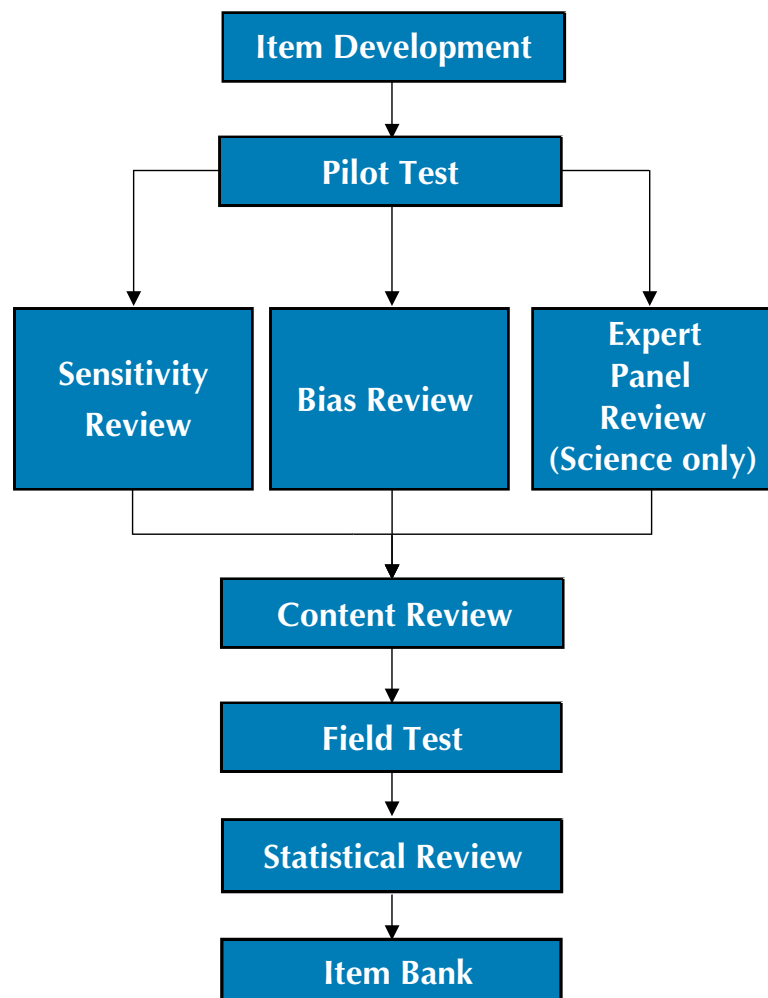 Item Development
Pilot Test
Sensitivity
Review
Bias Review
Expert
Panel
Review
(Science only)
Content Review
Field Test
Statistical Review
Item Bank